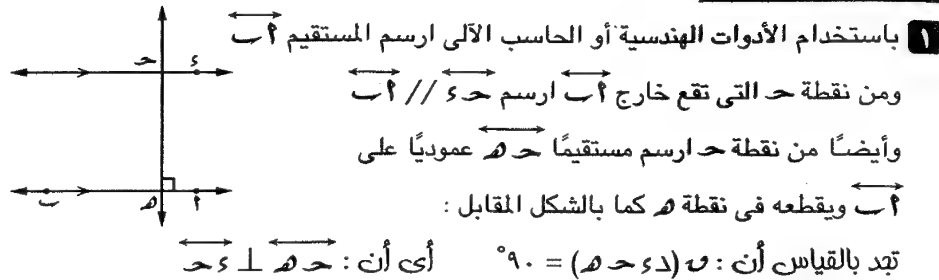 ١ باستخدام الأدوات الهندسية أو الحاسب الآلى ارسم المستقيم أب
ومن نقطة حـ التى تقع خارج أب ارسم حـ ء // أب
وأيضًا من نقطة حـ ارسم مستقيمًا حـ هـ عموديًا على
أب ويقطعه فى نقطة هـ كما بالشكل المقابل :
تجد بالقياس أن : ق (∠ ء حـ هـ) = ٩٠° أى أن : حـ هـ ⊥ ء حـ
حـ ء
ب هـ أ